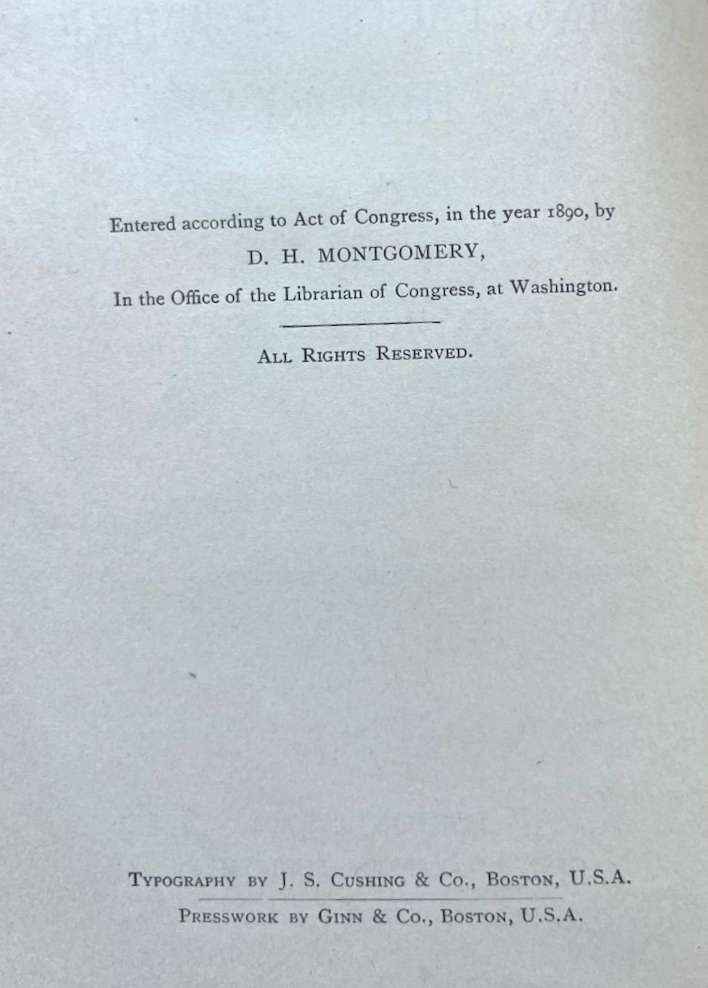 Entered according to Act of Congress, in the year 1890, by
D. H. MONTGOMERY,
In the Office of the Librarian of Congress, at Washington.
ALL RIGHTS RESERVED.
TYPOGRAPHY BY J. S. CUSHING & CO., BOSTON, U.S.A.
PRESSWORK BY GINN & CO., BOSTON, U.S.A.